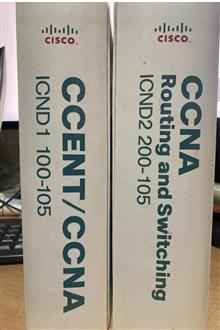 CISCO.
CCENT/CCNA
ICND1 100-105
CISCO.
CCNA
Routing and Switching
ICND2 200-105